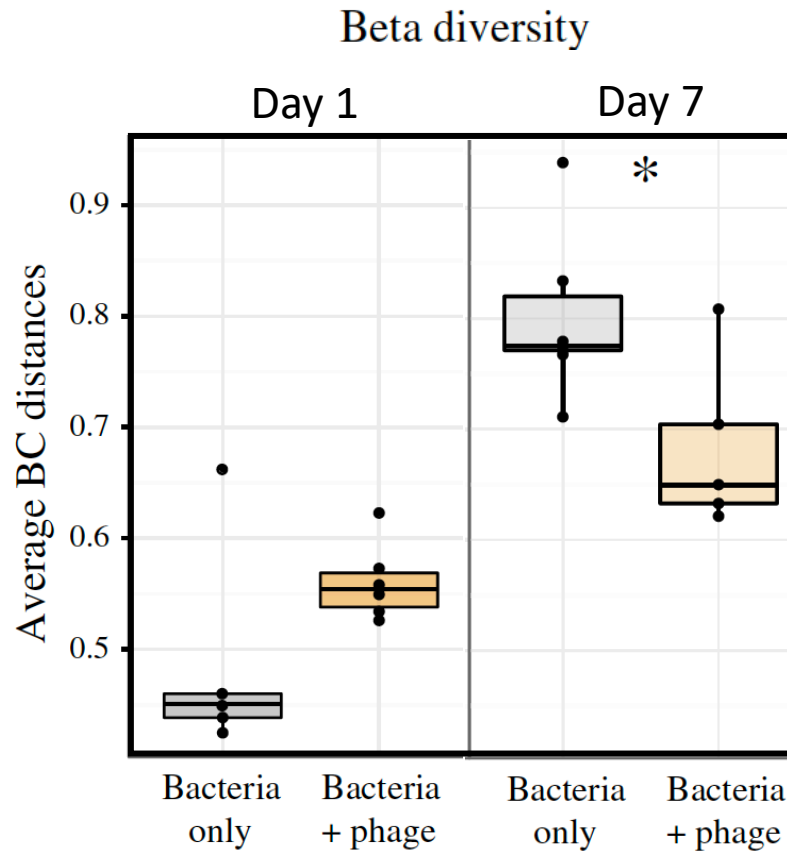 Beta diversity
Day 1
Day 7
*
Average BC distances
0.9
0.8
0.7
0.6
0.5
Bacteria
only
Bacteria
+ phage
Bacteria
only
Bacteria
+ phage